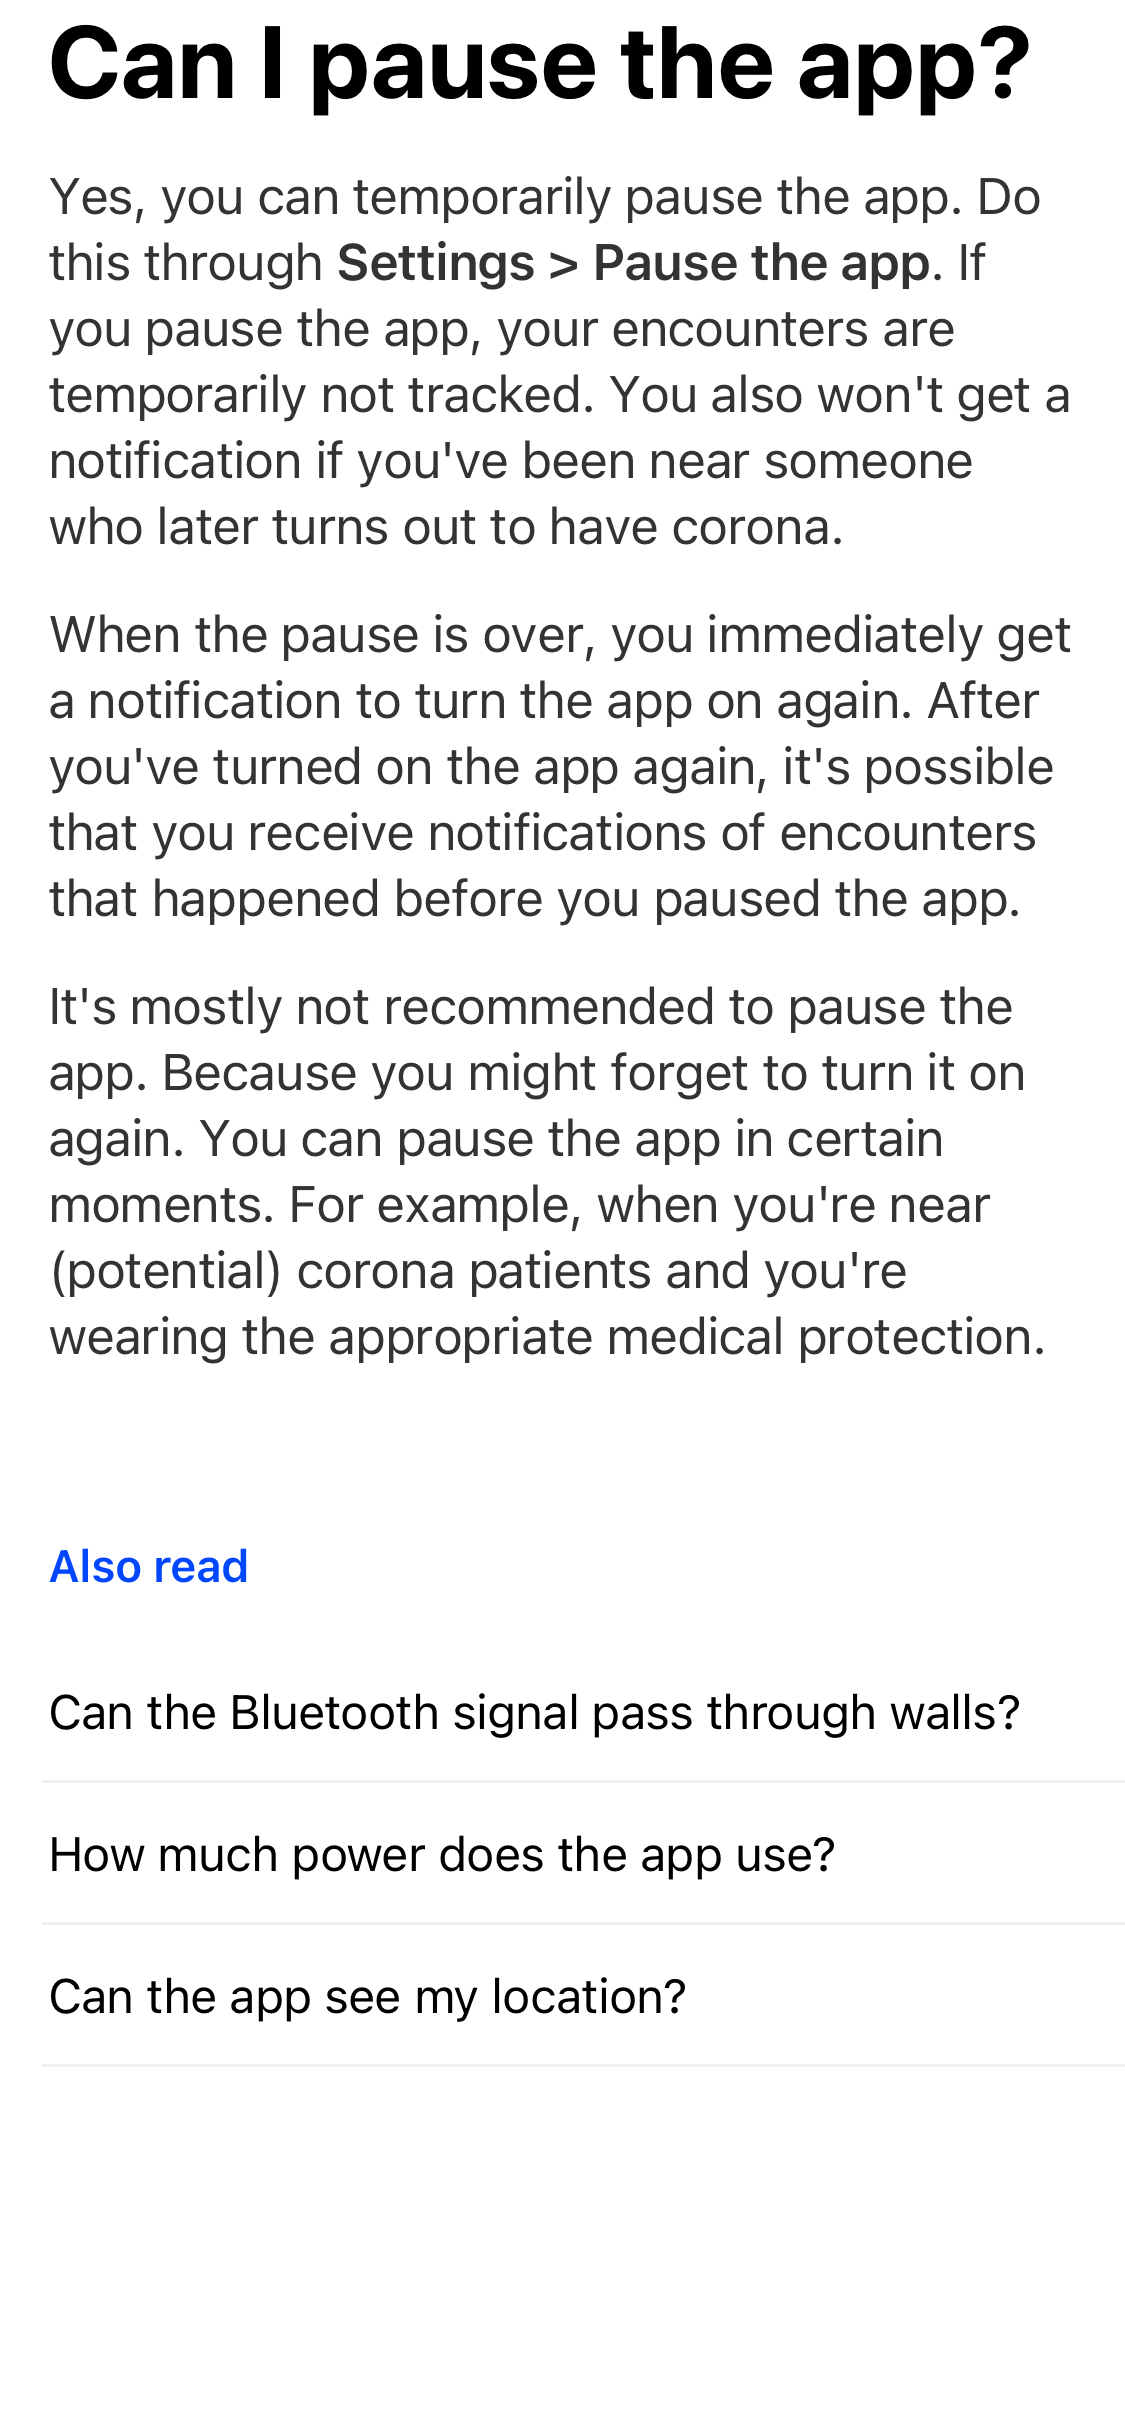 Can I pause the app?
Yes, you can temporarily pause the app. Do
this through Settings > Pause the app. If
you pause the app, your encounters are
temporarily not tracked. You also won't get a
notification if you've been near someone
who later turns out to have corona.
When the pause is over, you immediately get
a notification to turn the app on again. After
you've turned on the app again, it's possible
that you receive notifications of encounters
that happened before you paused the app.
It's mostly not recommended to pause the
app. Because you might forget to turn it on
again. You can pause the app in certain
moments. For example, when you're near
(potential) corona patients and you're
wearing the appropriate medical protection.
Also read
Can the Bluetooth signal pass through walls?
How much power does the app use?
Can the app see my location?